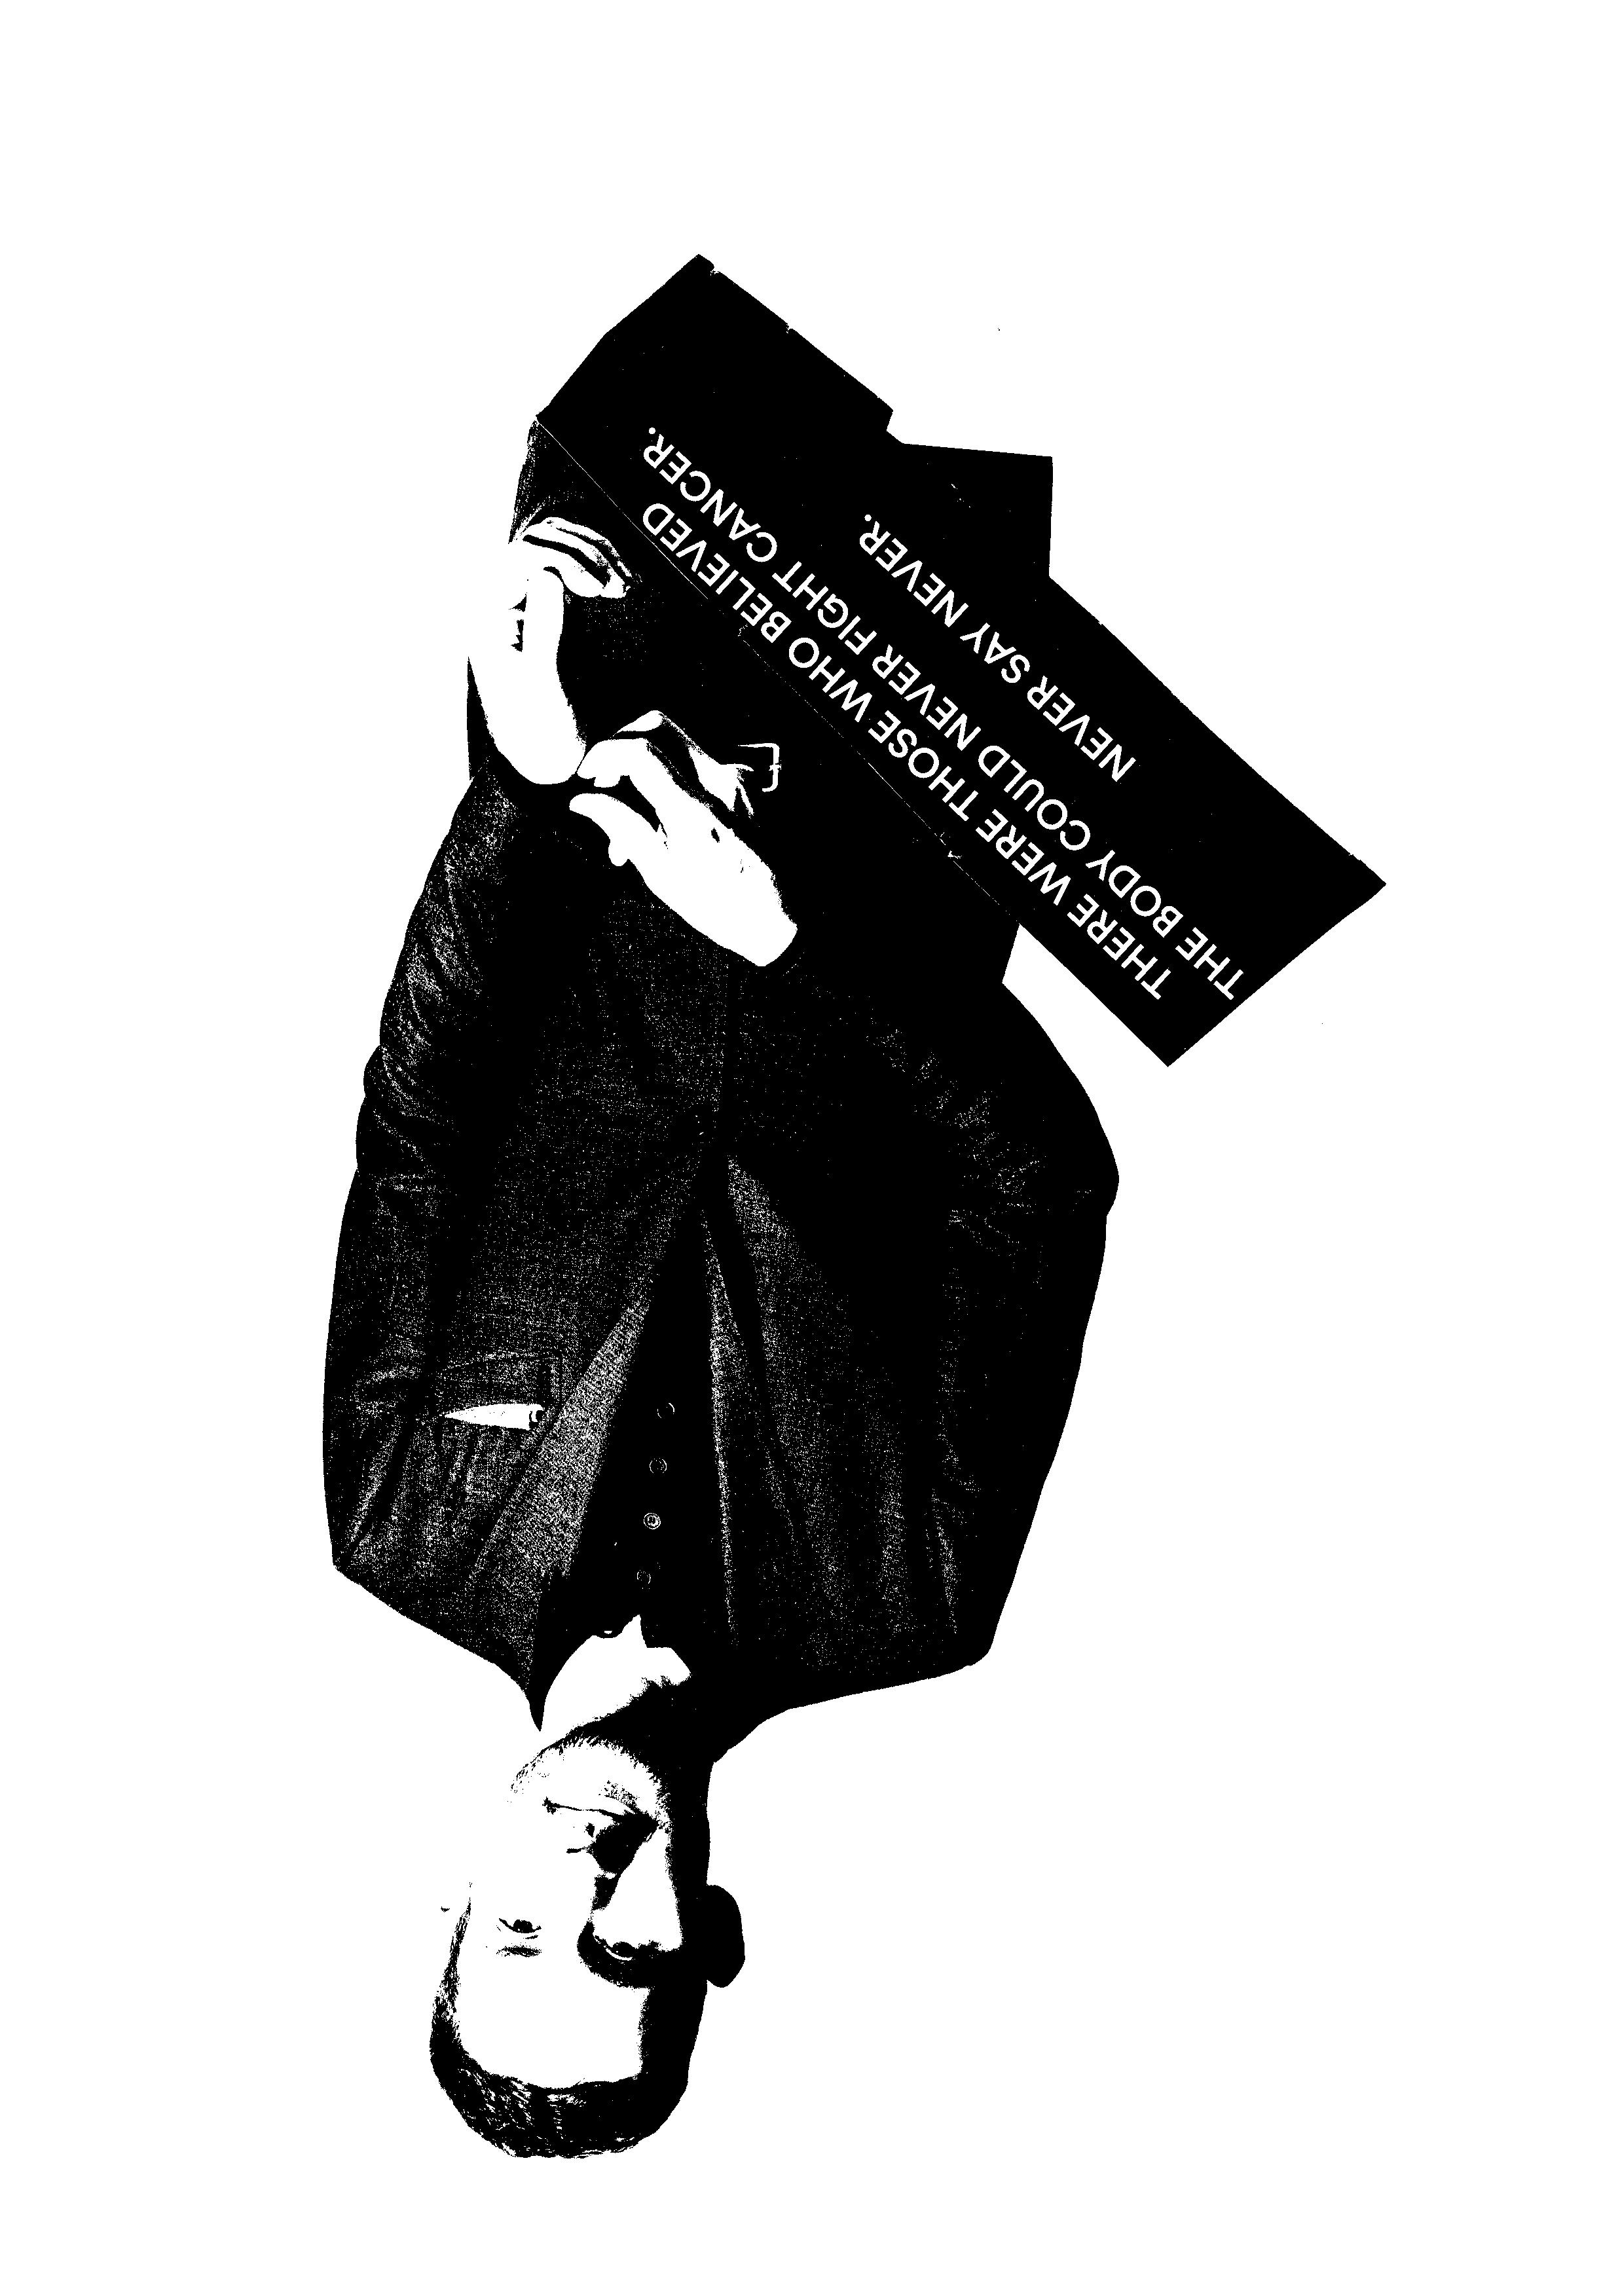 THERE WERE THOSE WHO BELIEVED
THE BODY COULD NEVER FIGHT CANCER.
NEVER SAY NEVER.